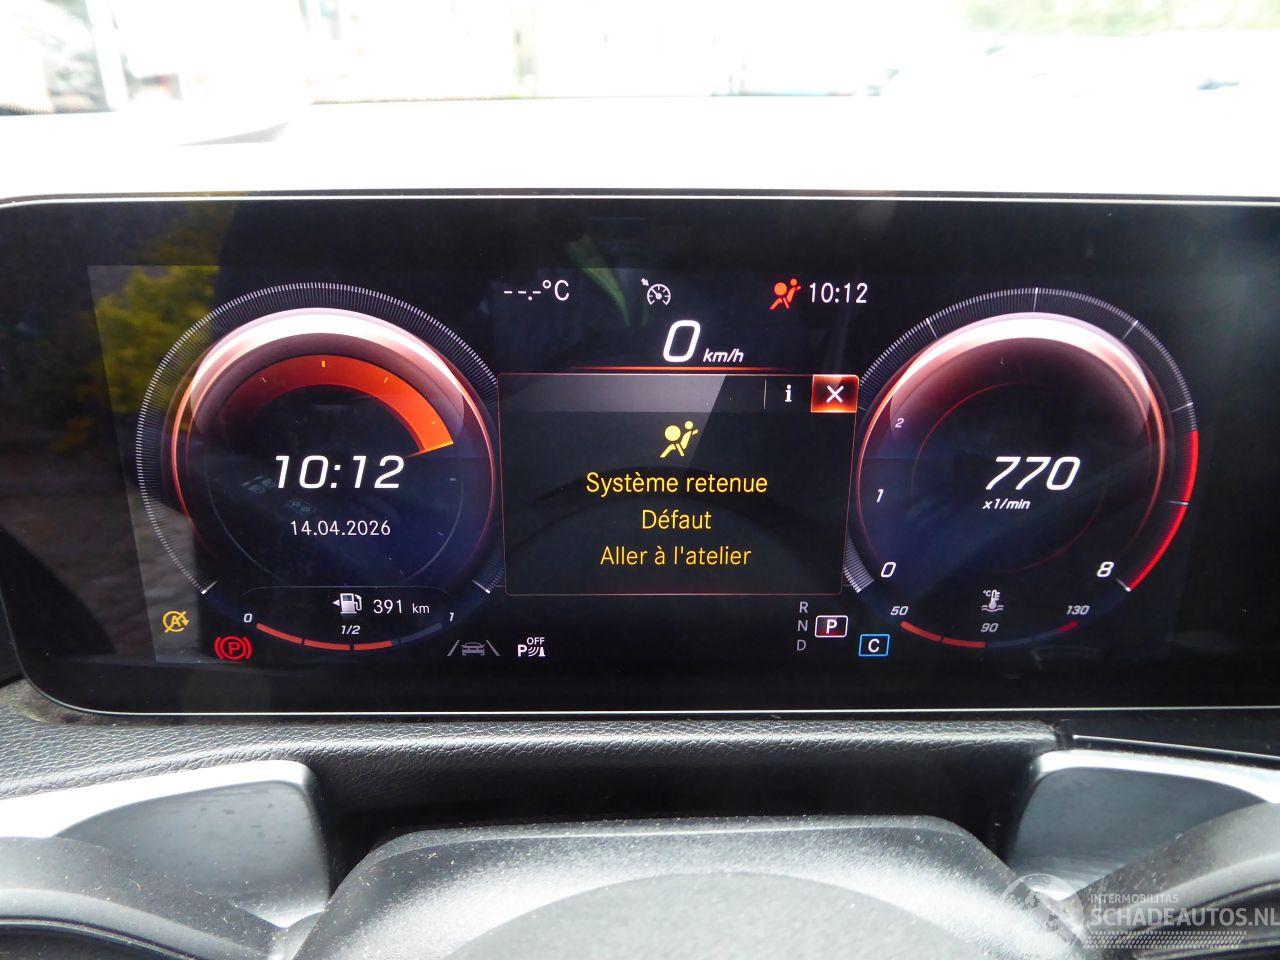 --.-°C
10:12
0 km/h
i
Système retenue
Défaut
Aller à l'atelier
10:12
14.04.2026
391 km
0
1/2
1
A
P
OFF
P
R
N
P
D
C
2
1
0
770
x1/min
8
°C
50
90
130
INTERMOBILITAS
SCHADEAUTOS.NL